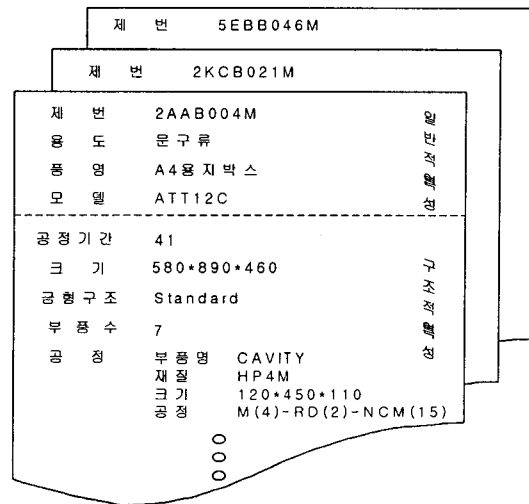 제 번 5EBB046M
제 번 2KCB021M
제 번 2AAB004M
용 도 문구류
품 명 A4용지박스
모 델 ATT12C
일반적
성
공정기간 41
크 기 580*890*460
궁형구조 Standard
부 품 수 7
공 정 부품명 CAVITY
재질 HP4M
크기 120*450*110
공정 M(4)-RD(2)-NCM(15)
구조적
성